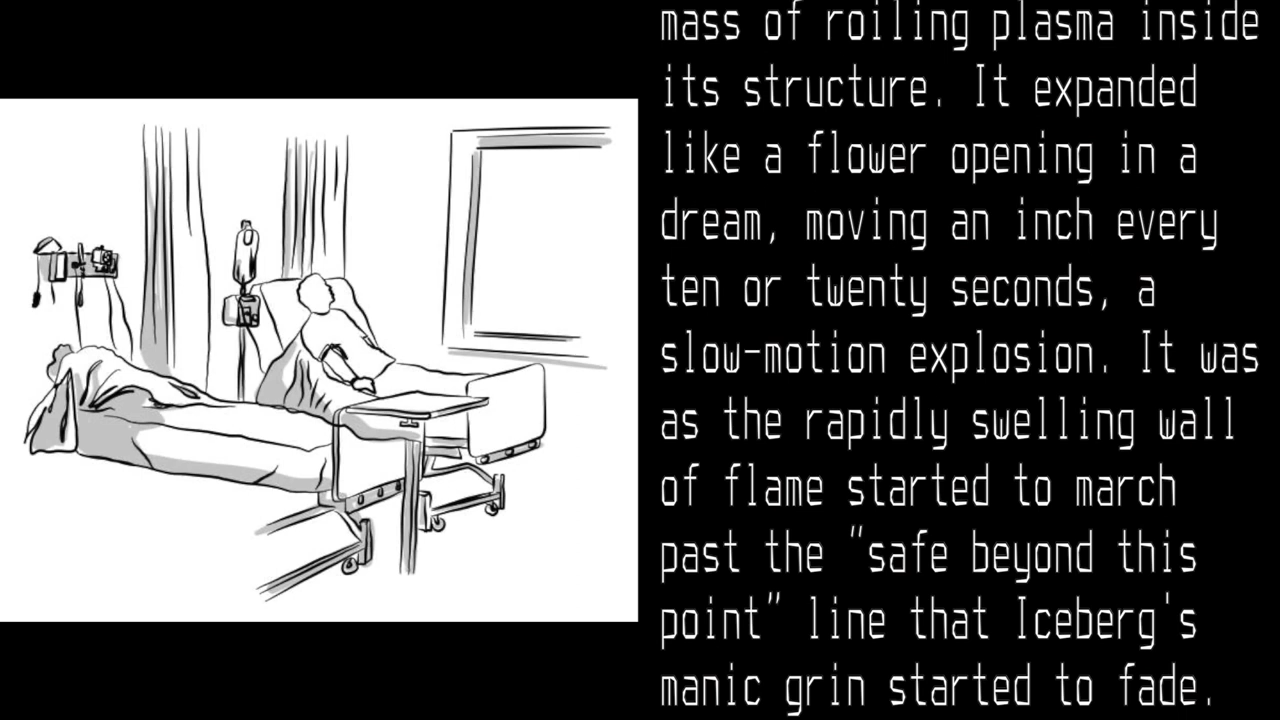 mass of roiling plasma inside
its structure. It expanded
like a flower opening in a
dream, moving an inch every
ten or twenty seconds, a
slow-motion explosion. It was
as the rapidly swelling wall
of flame started to march
past the "safe beyond this
point" line that Iceberg's
manic grin started to fade.